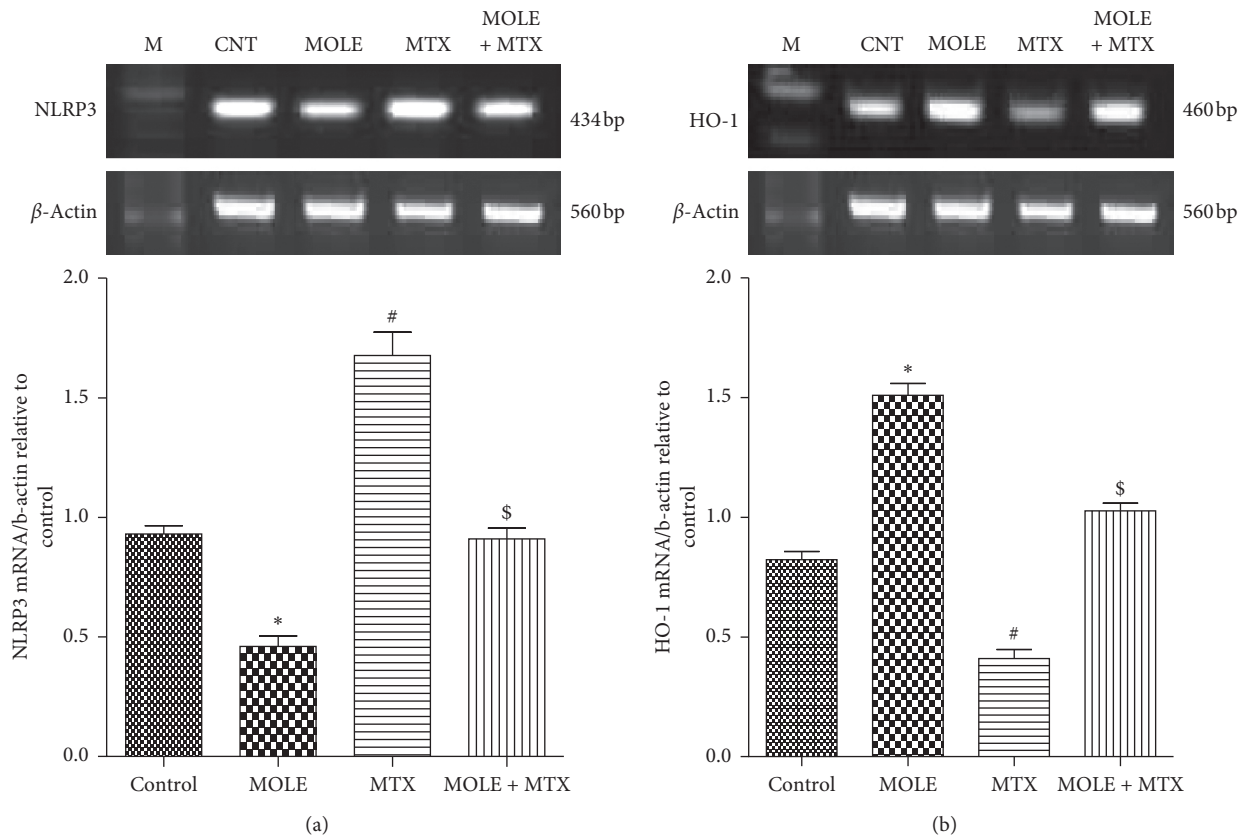 M CNT MOLE MTX MOLE + MTX
NLRP3
434 bp
β-Actin
560 bp
2.0
1.5
1.0
0.5
0.0
NLRP3 mRNA/b-actin relative to
control
*
#
$
Control MOLE MTX MOLE + MTX
(a)
M CNT MOLE MTX MOLE + MTX
HO-1
460 bp
β-Actin
560 bp
2.0
1.5
1.0
0.5
0.0
HO-1 mRNA/b-actin relative to
control
*
#
$
Control MOLE MTX MOLE + MTX
(b)